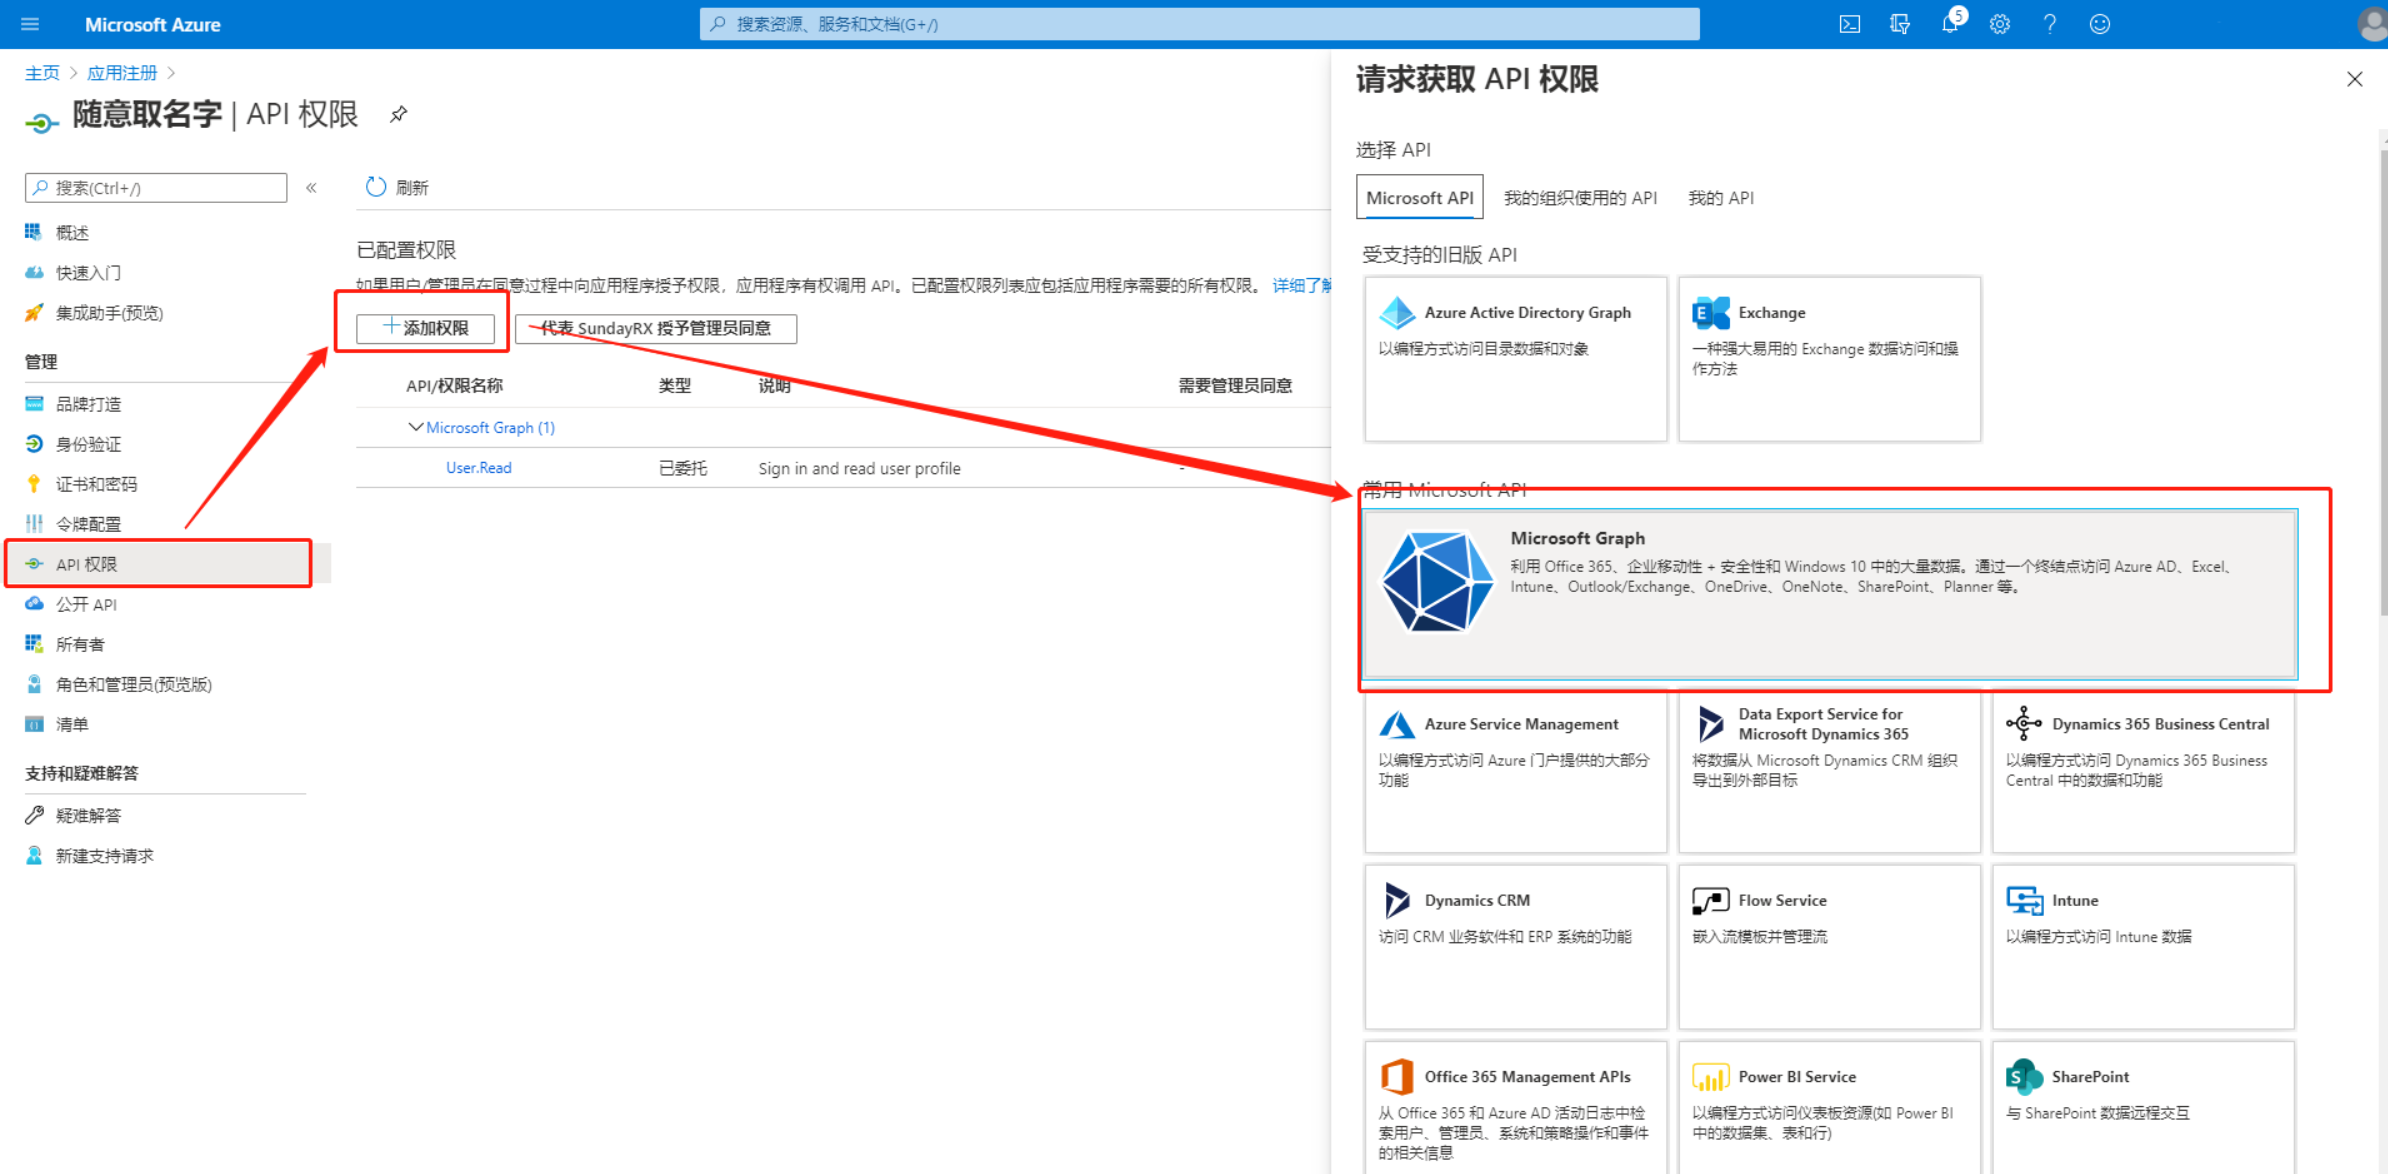 Microsoft Azure
搜索资源、服务和文档(G+/)
5
主页 > 应用注册 >
随意取名字 | API 权限
搜索(Ctrl+/)
«
概述
快速入门
集成助手(预览)
管理
品牌打造
身份验证
证书和密码
令牌配置
API 权限
公开 API
所有者
角色和管理员(预览版)
清单
支持和疑难解答
疑难解答
新建支持请求
刷新
已配置权限
如果用户/管理员在同意过程中向应用程序授予权限，应用程序有权调用 API。已配置权限列表应包括应用程序需要的所有权限。 详细了解
添加权限
代表 SundayRX 授予管理员同意
API/权限名称 类型 说明 需要管理员同意
Microsoft Graph (1)
User.Read 已委托 Sign in and read user profile -
请求获取 API 权限
选择 API
Microsoft API 我的组织使用的 API 我的 API
受支持的旧版 API
Azure Active Directory Graph
以编程方式访问目录数据和对象
Exchange
一种强大易用的 Exchange 数据访问和操
作方法
常用 Microsoft API
Microsoft Graph
利用 Office 365、企业移动性 + 安全性和 Windows 10 中的大量数据。通过一个终结点访问 Azure AD、Excel、
Intune、Outlook/Exchange、OneDrive、OneNote、SharePoint、Planner 等。
Azure Service Management
以编程方式访问 Azure 门户提供的大部分
功能
Data Export Service for
Microsoft Dynamics 365
将数据从 Microsoft Dynamics CRM 组织
导出到外部目标
Dynamics 365 Business Central
以编程方式访问 Dynamics 365 Business
Central 中的数据和功能
Dynamics CRM
访问 CRM 业务软件和 ERP 系统的功能
Flow Service
嵌入流模板并管理流
Intune
以编程方式访问 Intune 数据
Office 365 Management APIs
从 Office 365 和 Azure AD 活动日志中检
索用户、管理员、系统和策略操作和事件
的相关信息
Power BI Service
以编程方式访问仪表板资源(如 Power BI
中的数据集、表和行)
SharePoint
与 SharePoint 数据远程交互